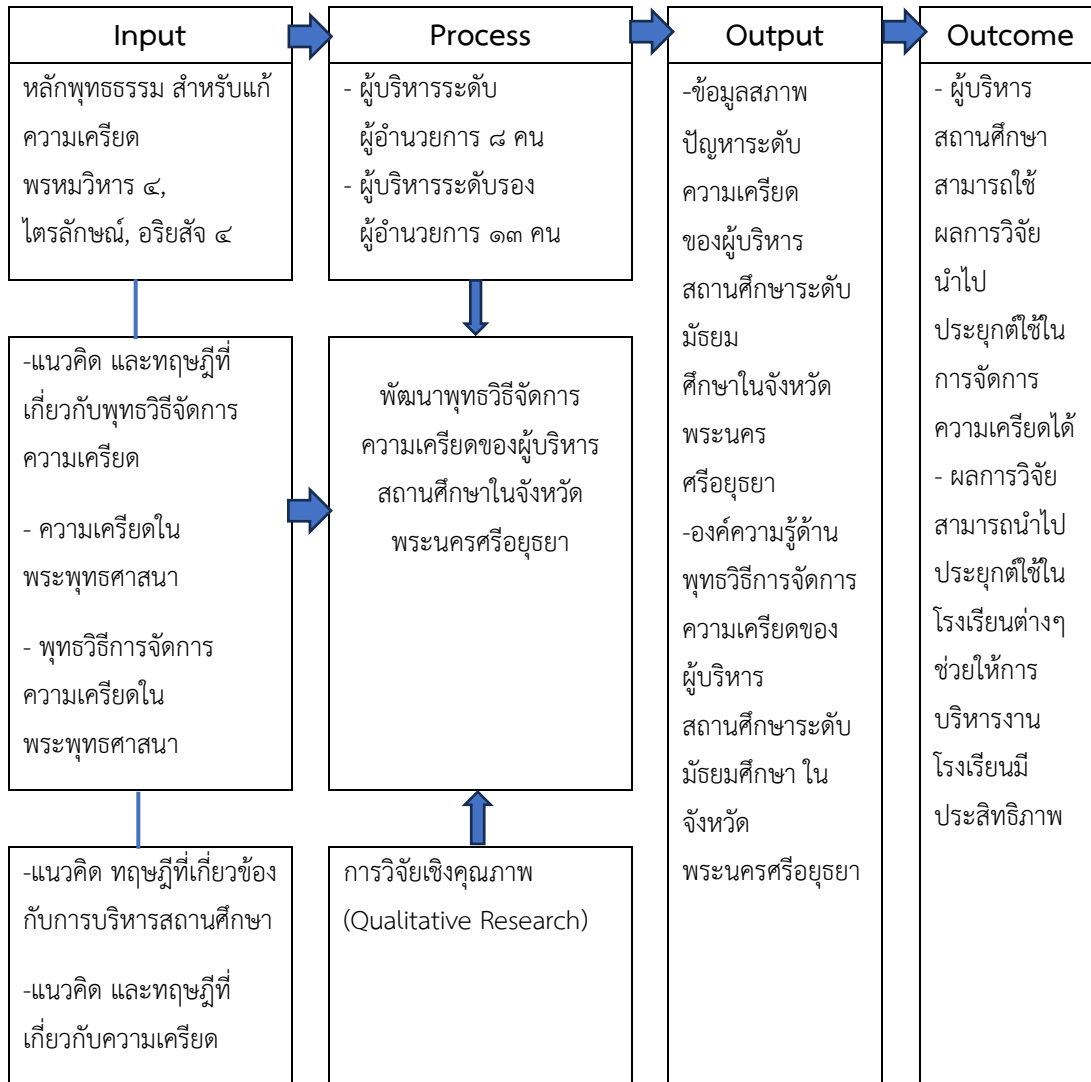 Input
หลักพุทธธรรม สำหรับแก้
ความเครียด
พรหมวิหาร ๔,
ไตรลักษณ์, อริยสัจ ๔
-แนวคิด และทฤษฎีที่
เกี่ยวกับพุทธวิธีจัดการ
ความเครียด
- ความเครียดใน
พระพุทธศาสนา
- พุทธวิธีการจัดการ
ความเครียดใน
พระพุทธศาสนา
-แนวคิด ทฤษฎีที่เกี่ยวข้อง
กับการบริหารสถานศึกษา
-แนวคิด และทฤษฎีที่
เกี่ยวกับความเครียด
Process
- ผู้บริหารระดับ
ผู้อำนวยการ ๘ คน
- ผู้บริหารระดับรอง
ผู้อำนวยการ ๑๓ คน
พัฒนาพุทธวิธีจัดการ
ความเครียดของผู้บริหาร
สถานศึกษาในจังหวัด
พระนครศรีอยุธยา
การวิจัยเชิงคุณภาพ
(Qualitative Research)
Output
-ข้อมูลสภาพ
ปัญหาระดับ
ความเครียด
ของผู้บริหาร
สถานศึกษาระดับ
มัธยม
ศึกษาในจังหวัด
พระนคร
ศรีอยุธยา
-องค์ความรู้ด้าน
พุทธวิธีการจัดการ
ความเครียดของ
ผู้บริหาร
สถานศึกษาระดับ
มัธยมศึกษา ใน
จังหวัด
พระนครศรีอยุธยา
Outcome
- ผู้บริหาร
สถานศึกษา
สามารถใช้
ผลการวิจัย
นำไป
ประยุกต์ใช้ใน
การจัดการ
ความเครียดได้
- ผลการวิจัย
สามารถนำไป
ประยุกต์ใช้ใน
โรงเรียนต่างๆ
ช่วยให้การ
บริหารงาน
โรงเรียนมี
ประสิทธิภาพ